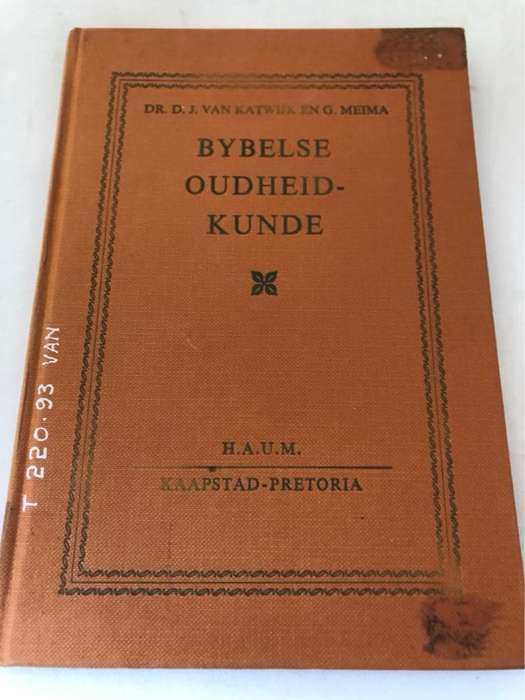 DR. D. J. VAN KATWIJK EN G. MEIMA
BYBELSE
OUDHEID-
KUNDE
H.A.U.M.
KAAPSTAD-PRETORIA
T 220.93 VAN